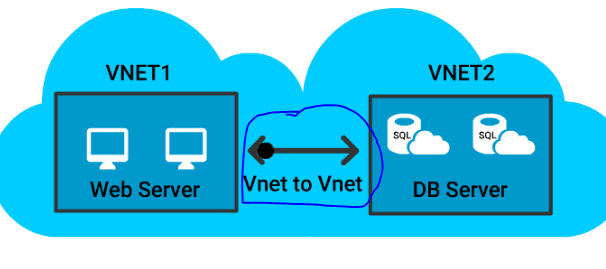 VNET1
VNET2
SQL
SQL
Vnet to Vnet
Web Server
DB Server